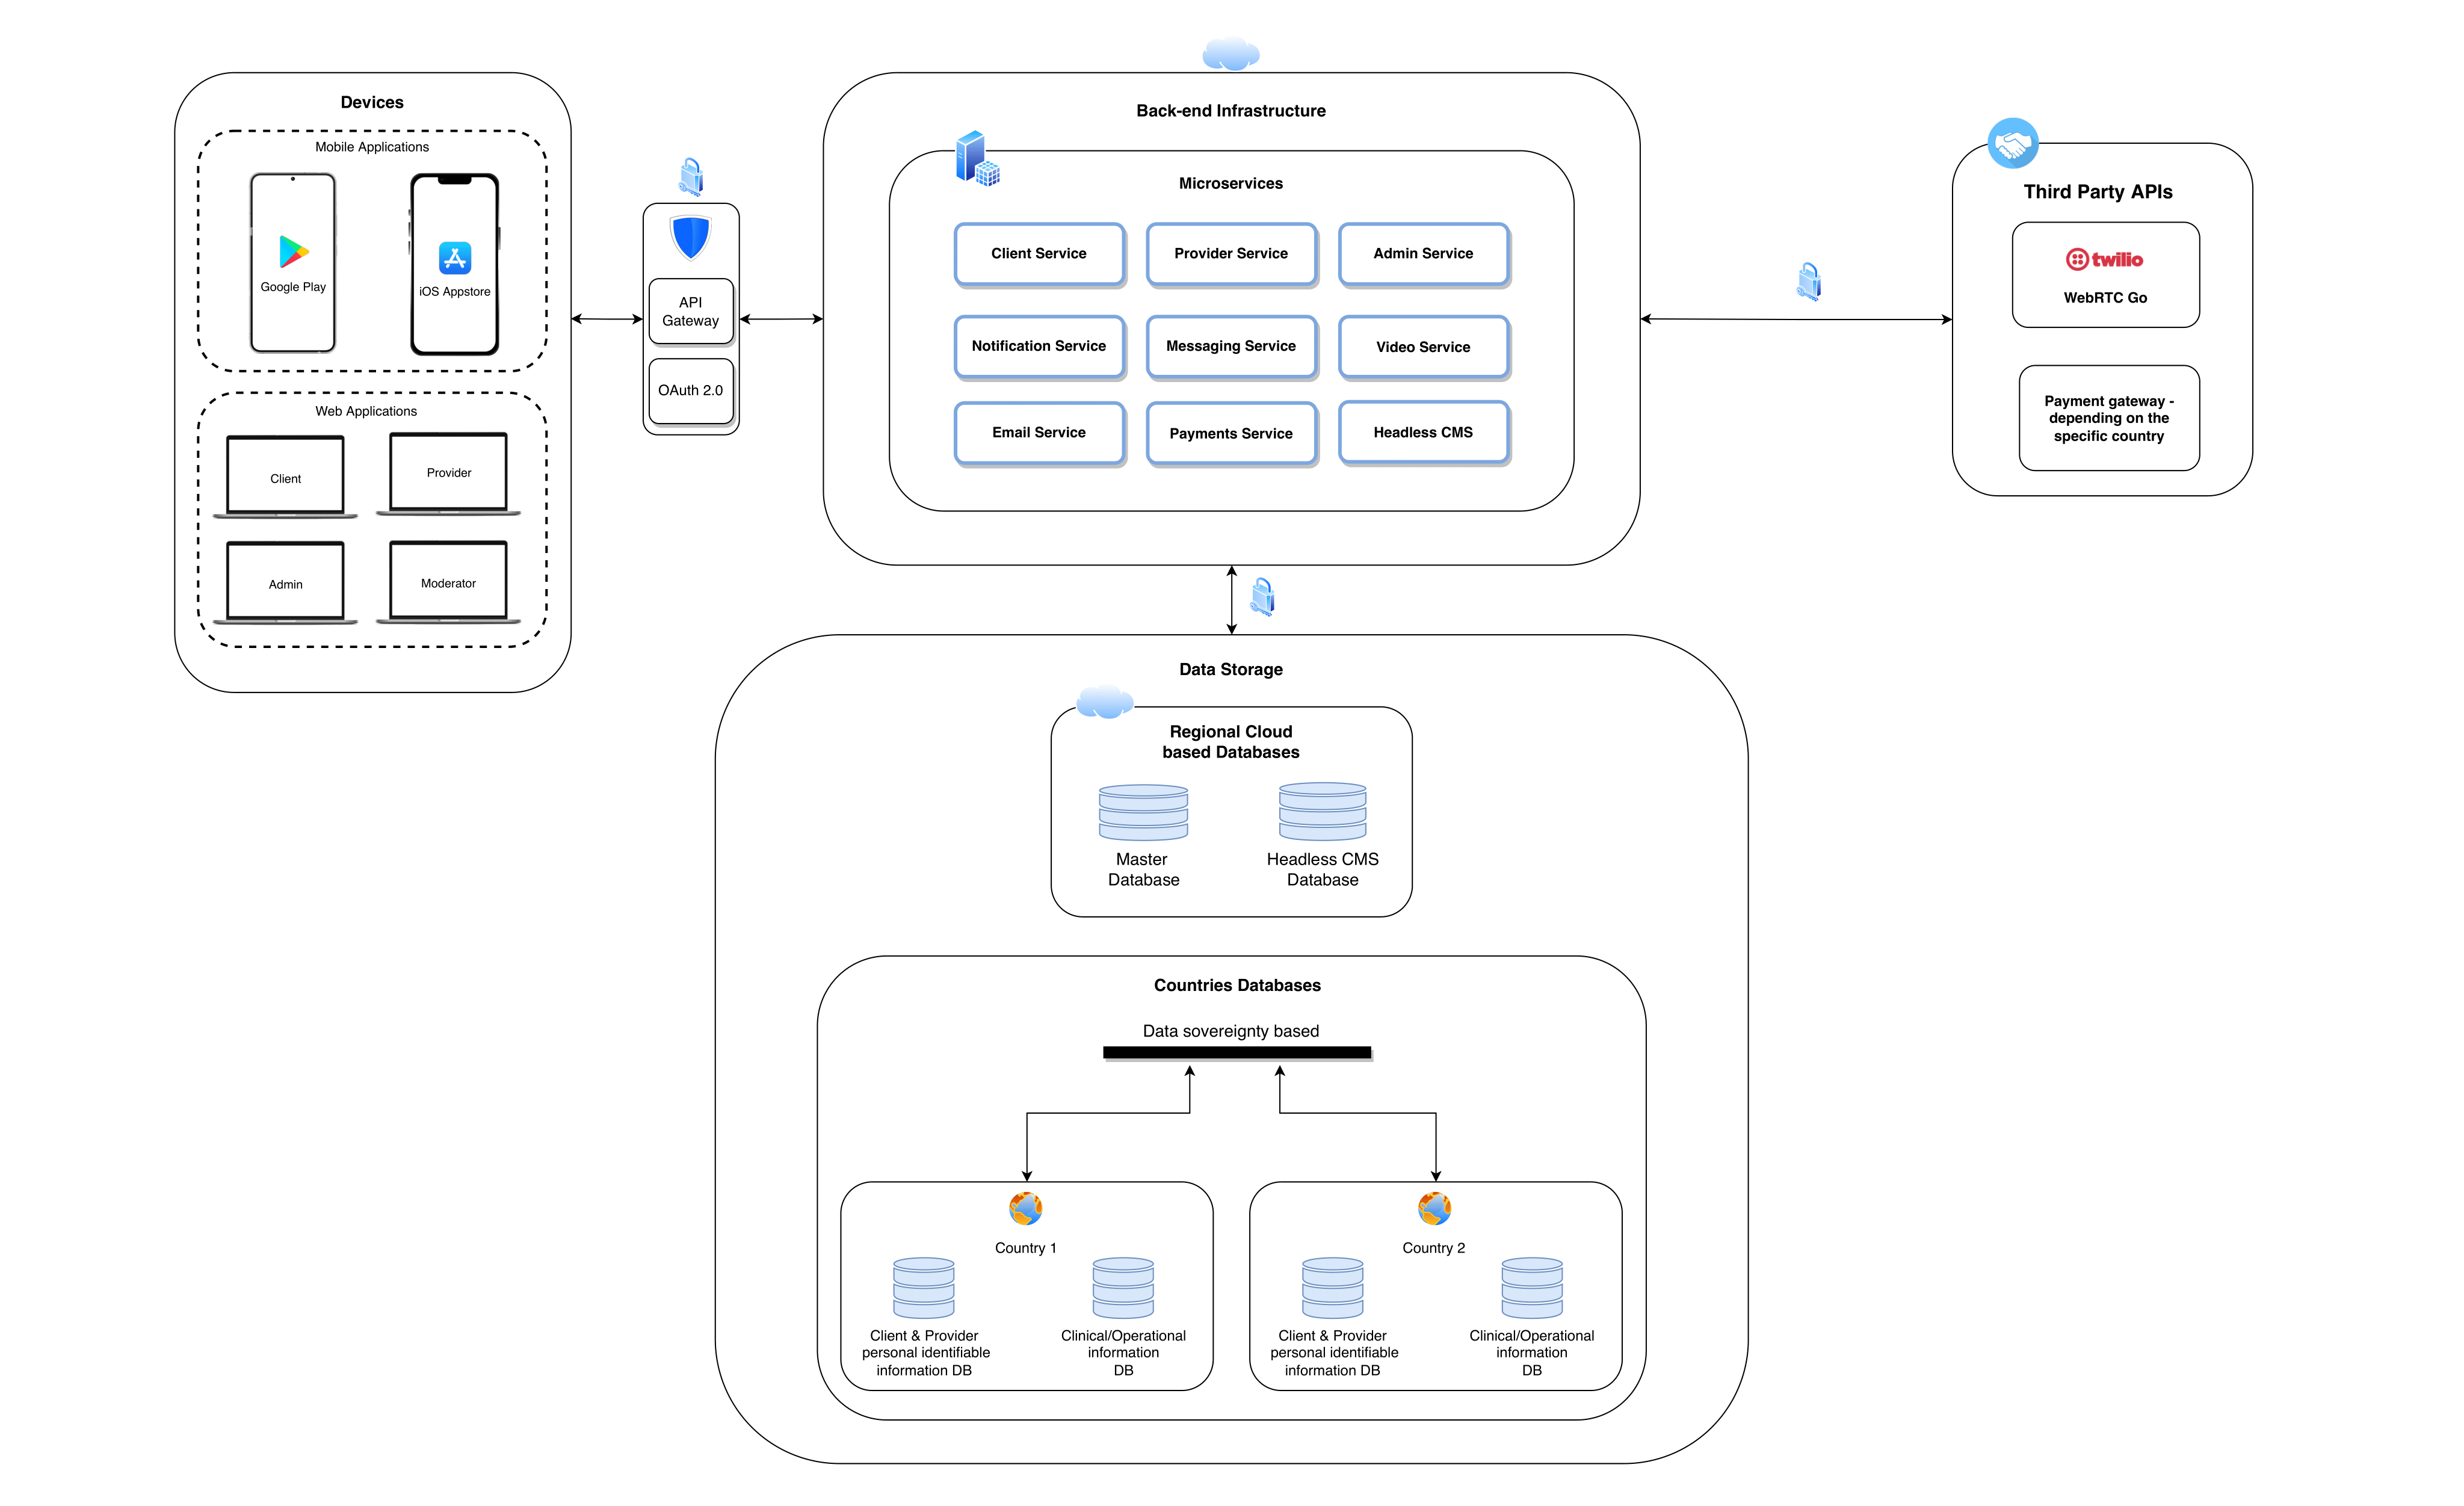 Devices
Mobile Applications
Google Play
iOS Appstore
Web Applications
Client
Provider
Admin
Moderator
API
Gateway
OAuth 2.0
Back-end Infrastructure
Microservices
Client Service
Provider Service
Admin Service
Notification Service
Messaging Service
Video Service
Email Service
Payments Service
Headless CMS
Third Party APIs
twilio
WebRTC Go
Payment gateway -
depending on the
specific country
Data Storage
Regional Cloud
based Databases
Master
Database
Headless CMS
Database
Countries Databases
Data sovereignty based
Country 1
Client & Provider
personal identifiable
information DB
Clinical/Operational
information
DB
Country 2
Client & Provider
personal identifiable
information DB
Clinical/Operational
information
DB